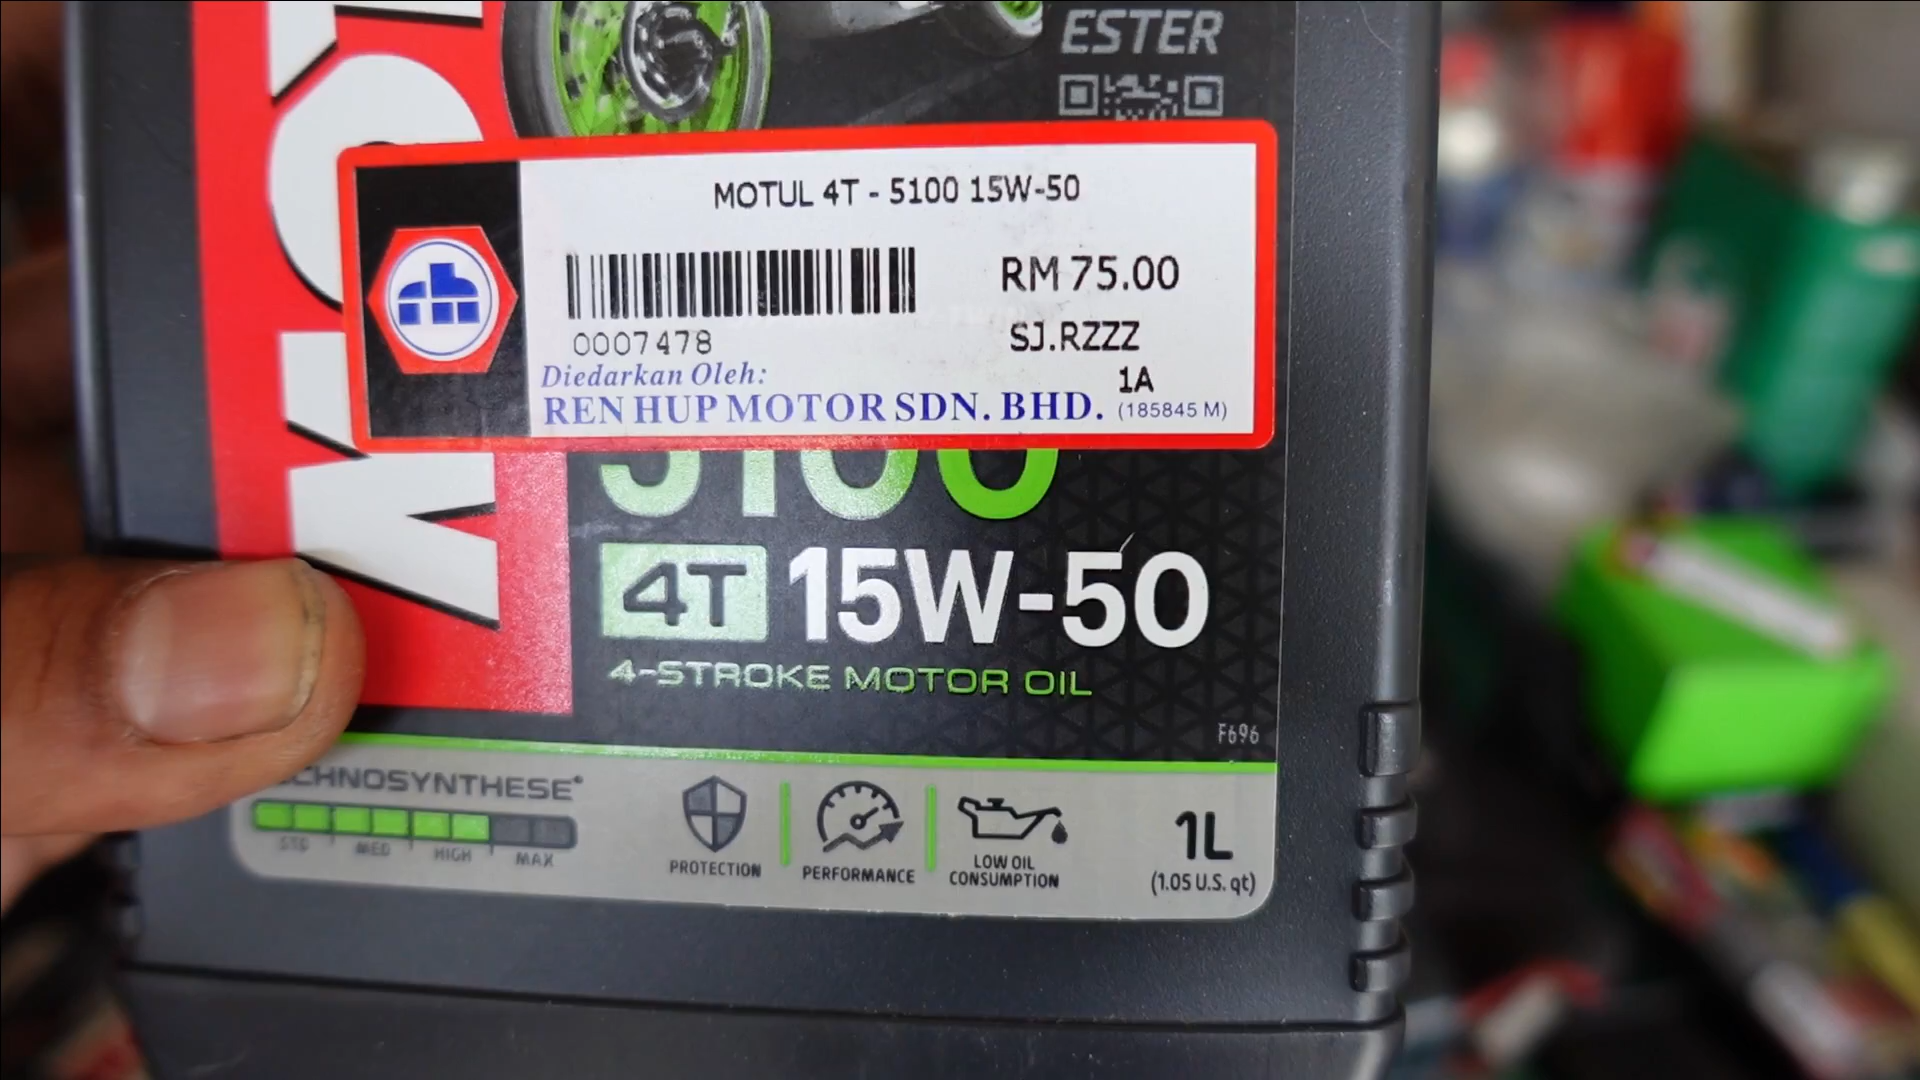 ESTER
MOTUL 4T - 5100 15W-50
RM 75.00
0007478
SJ.RZZZ
1A
Diedarkan Oleh:
REN HUP MOTOR SDN. BHD. (185845 M)
5100
4T 15W-50
4-STROKE MOTOR OIL
F696
CHNOSYNTHESE®
STD MED HIGH MAX
PROTECTION
PERFORMANCE
LOW OIL
CONSUMPTION
1L
(1.05 U.S. qt)